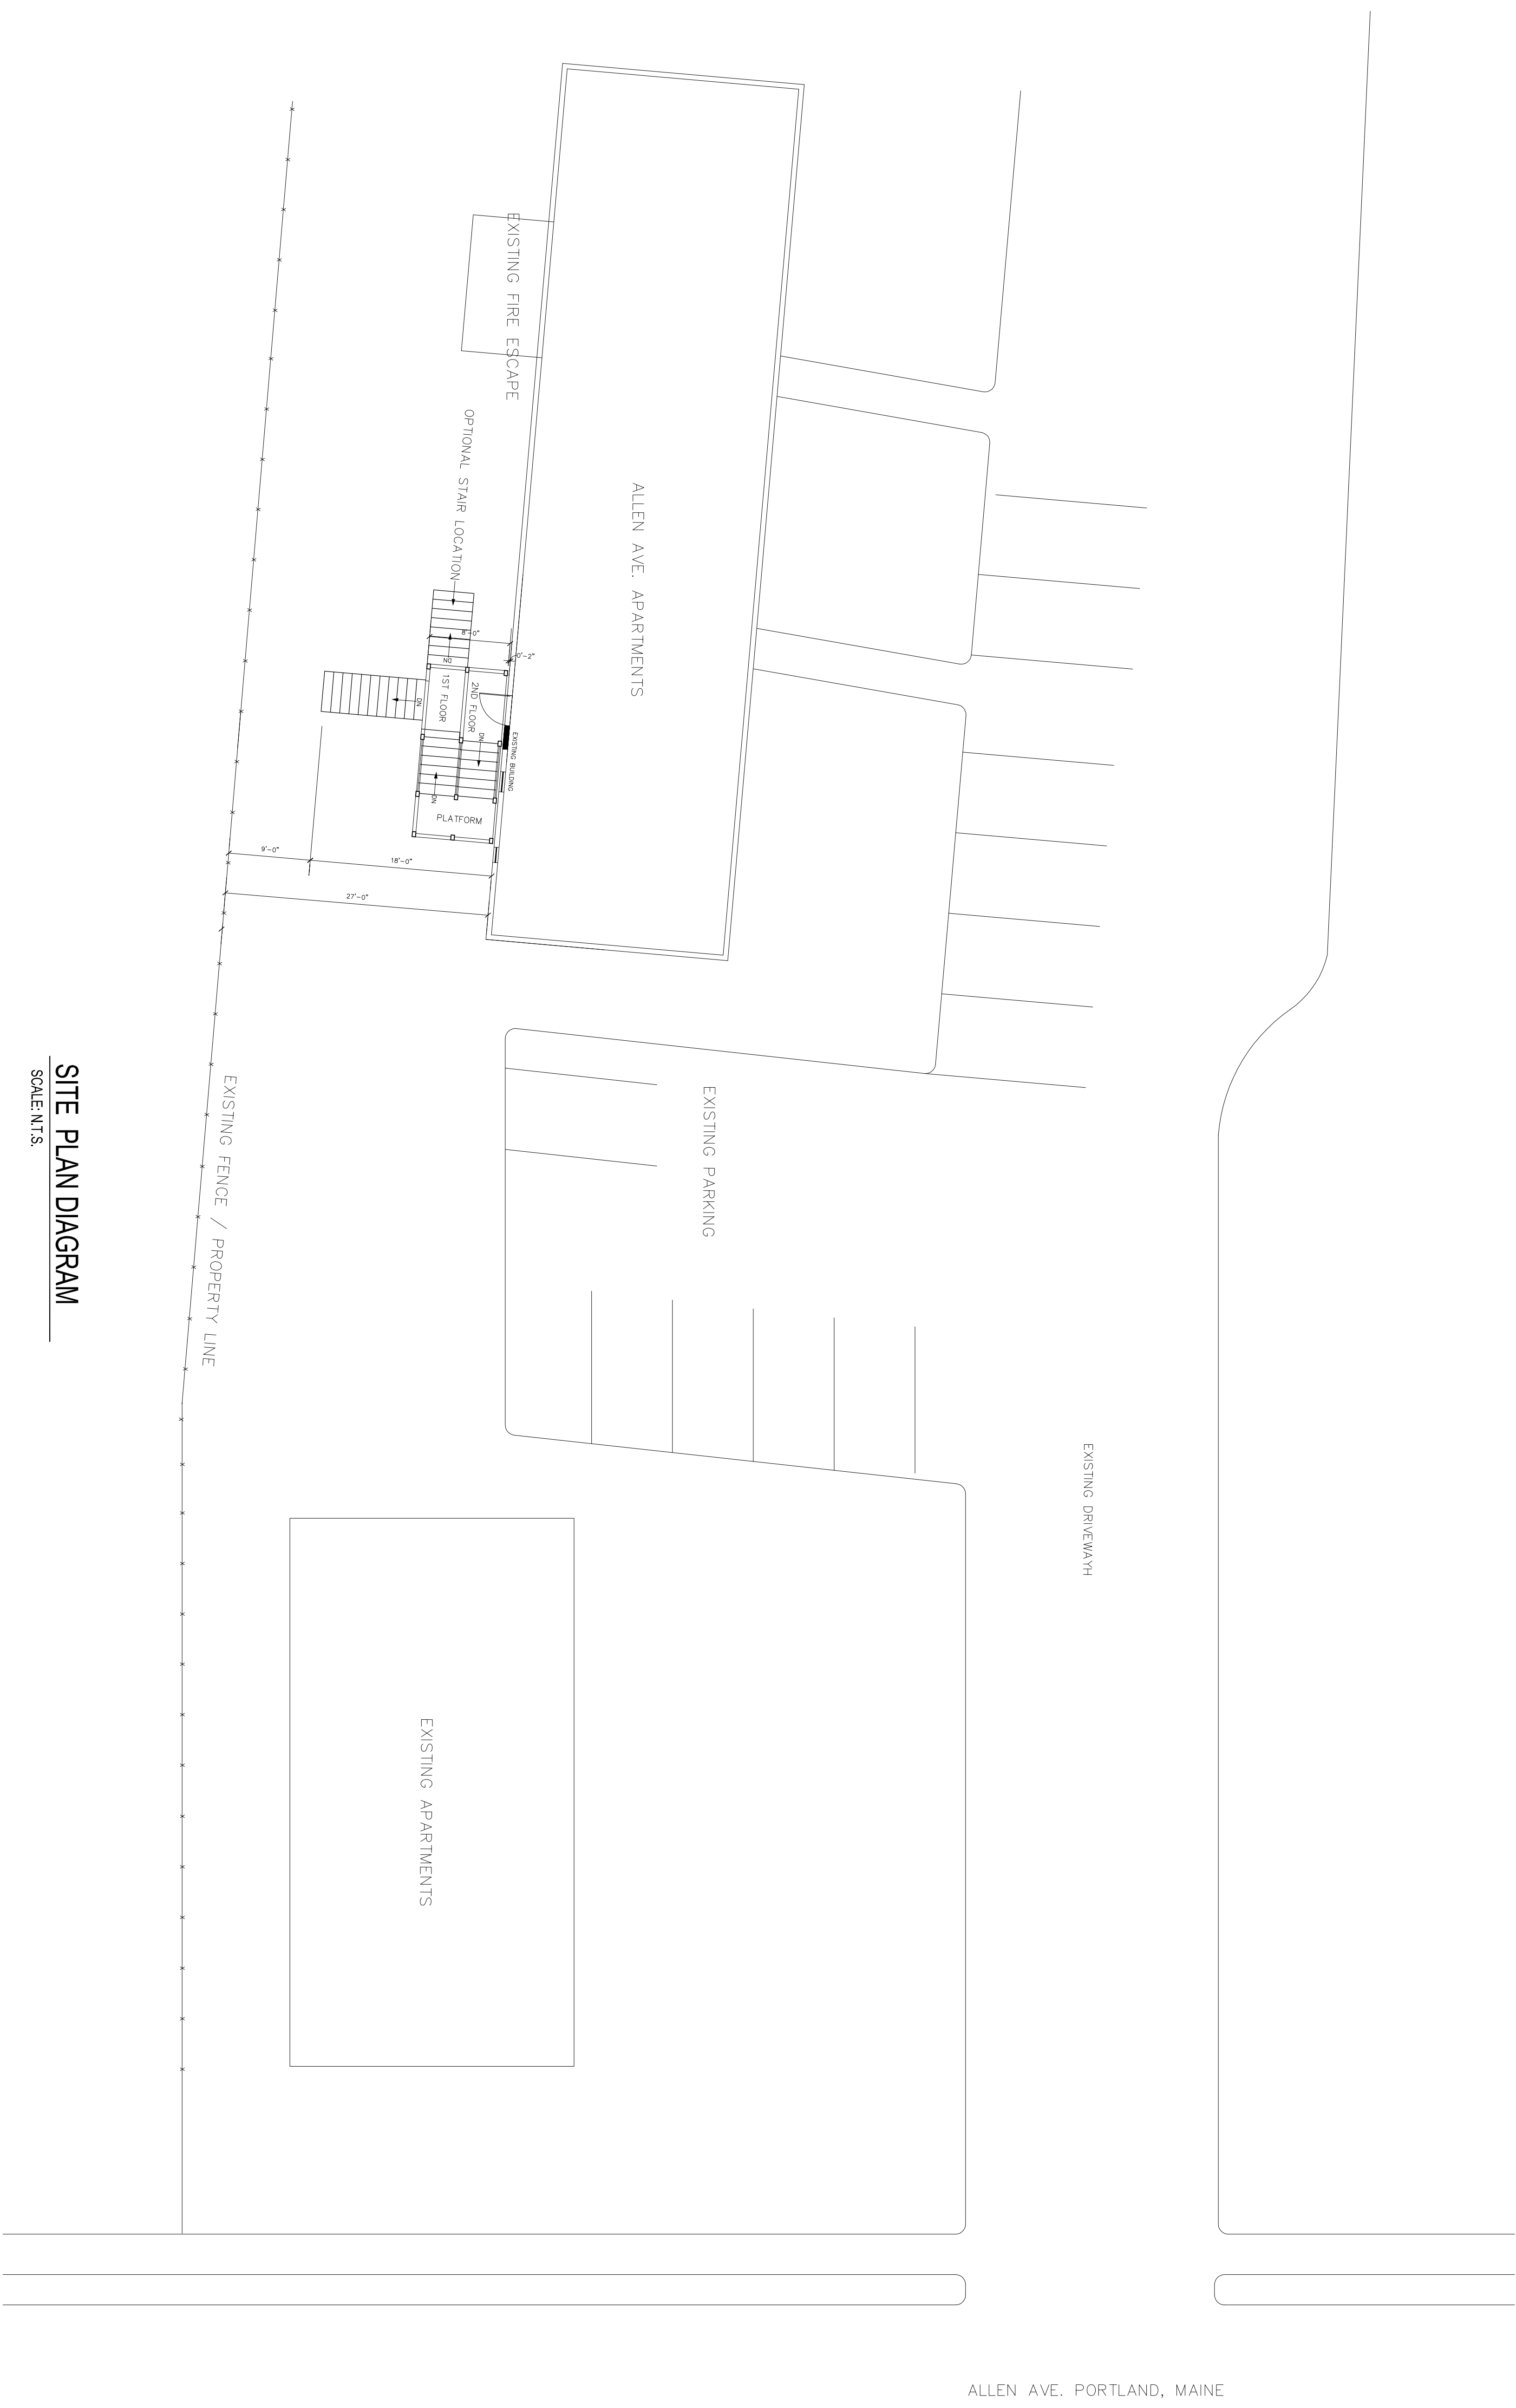 EXISTING FIRE ESCAPE
OPTIONAL STAIR LOCATION
ALLEN AVE. APARTMENTS
8'-0"
0'-2"
DN
1ST FLOOR
2ND FLOOR
DN
DN
EXISTING BUILDING
DN
PLATFORM
9'-0"
18'-0"
27'-0"
EXISTING FENCE / PROPERTY LINE
EXISTING PARKING
EXISTING DRIVEWAYH
EXISTING APARTMENTS
SITE PLAN DIAGRAM
SCALE: N.T.S.
ALLEN AVE. PORTLAND, MAINE